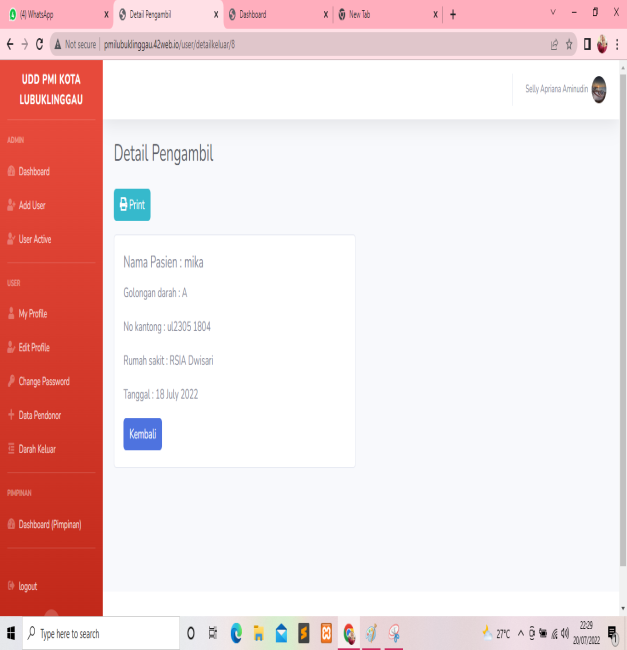 (4) WhatsApp
Detail Pengambil
Dashboard
New Tab
Not secure
pmilubuklinggau.42web.io/user/detailkeluar/8
UDD PMI KOTA
LUBUKLINGGAU
Selly Apriana Aminudin
ADMIN
Dashboard
Add User
User Active
USER
My Profile
Edit Profile
Change Password
Data Pendonor
Darah Keluar
PIMPINAN
Dashboard (Pimpinan)
logout
Detail Pengambil
Print
Nama Pasien : mika
Golongan darah : A
No kantong : ul2305 1804
Rumah sakit : RSIA Dwisari
Tanggal : 18 July 2022
Kembali
Type here to search
27°C
22:29
20/07/2022